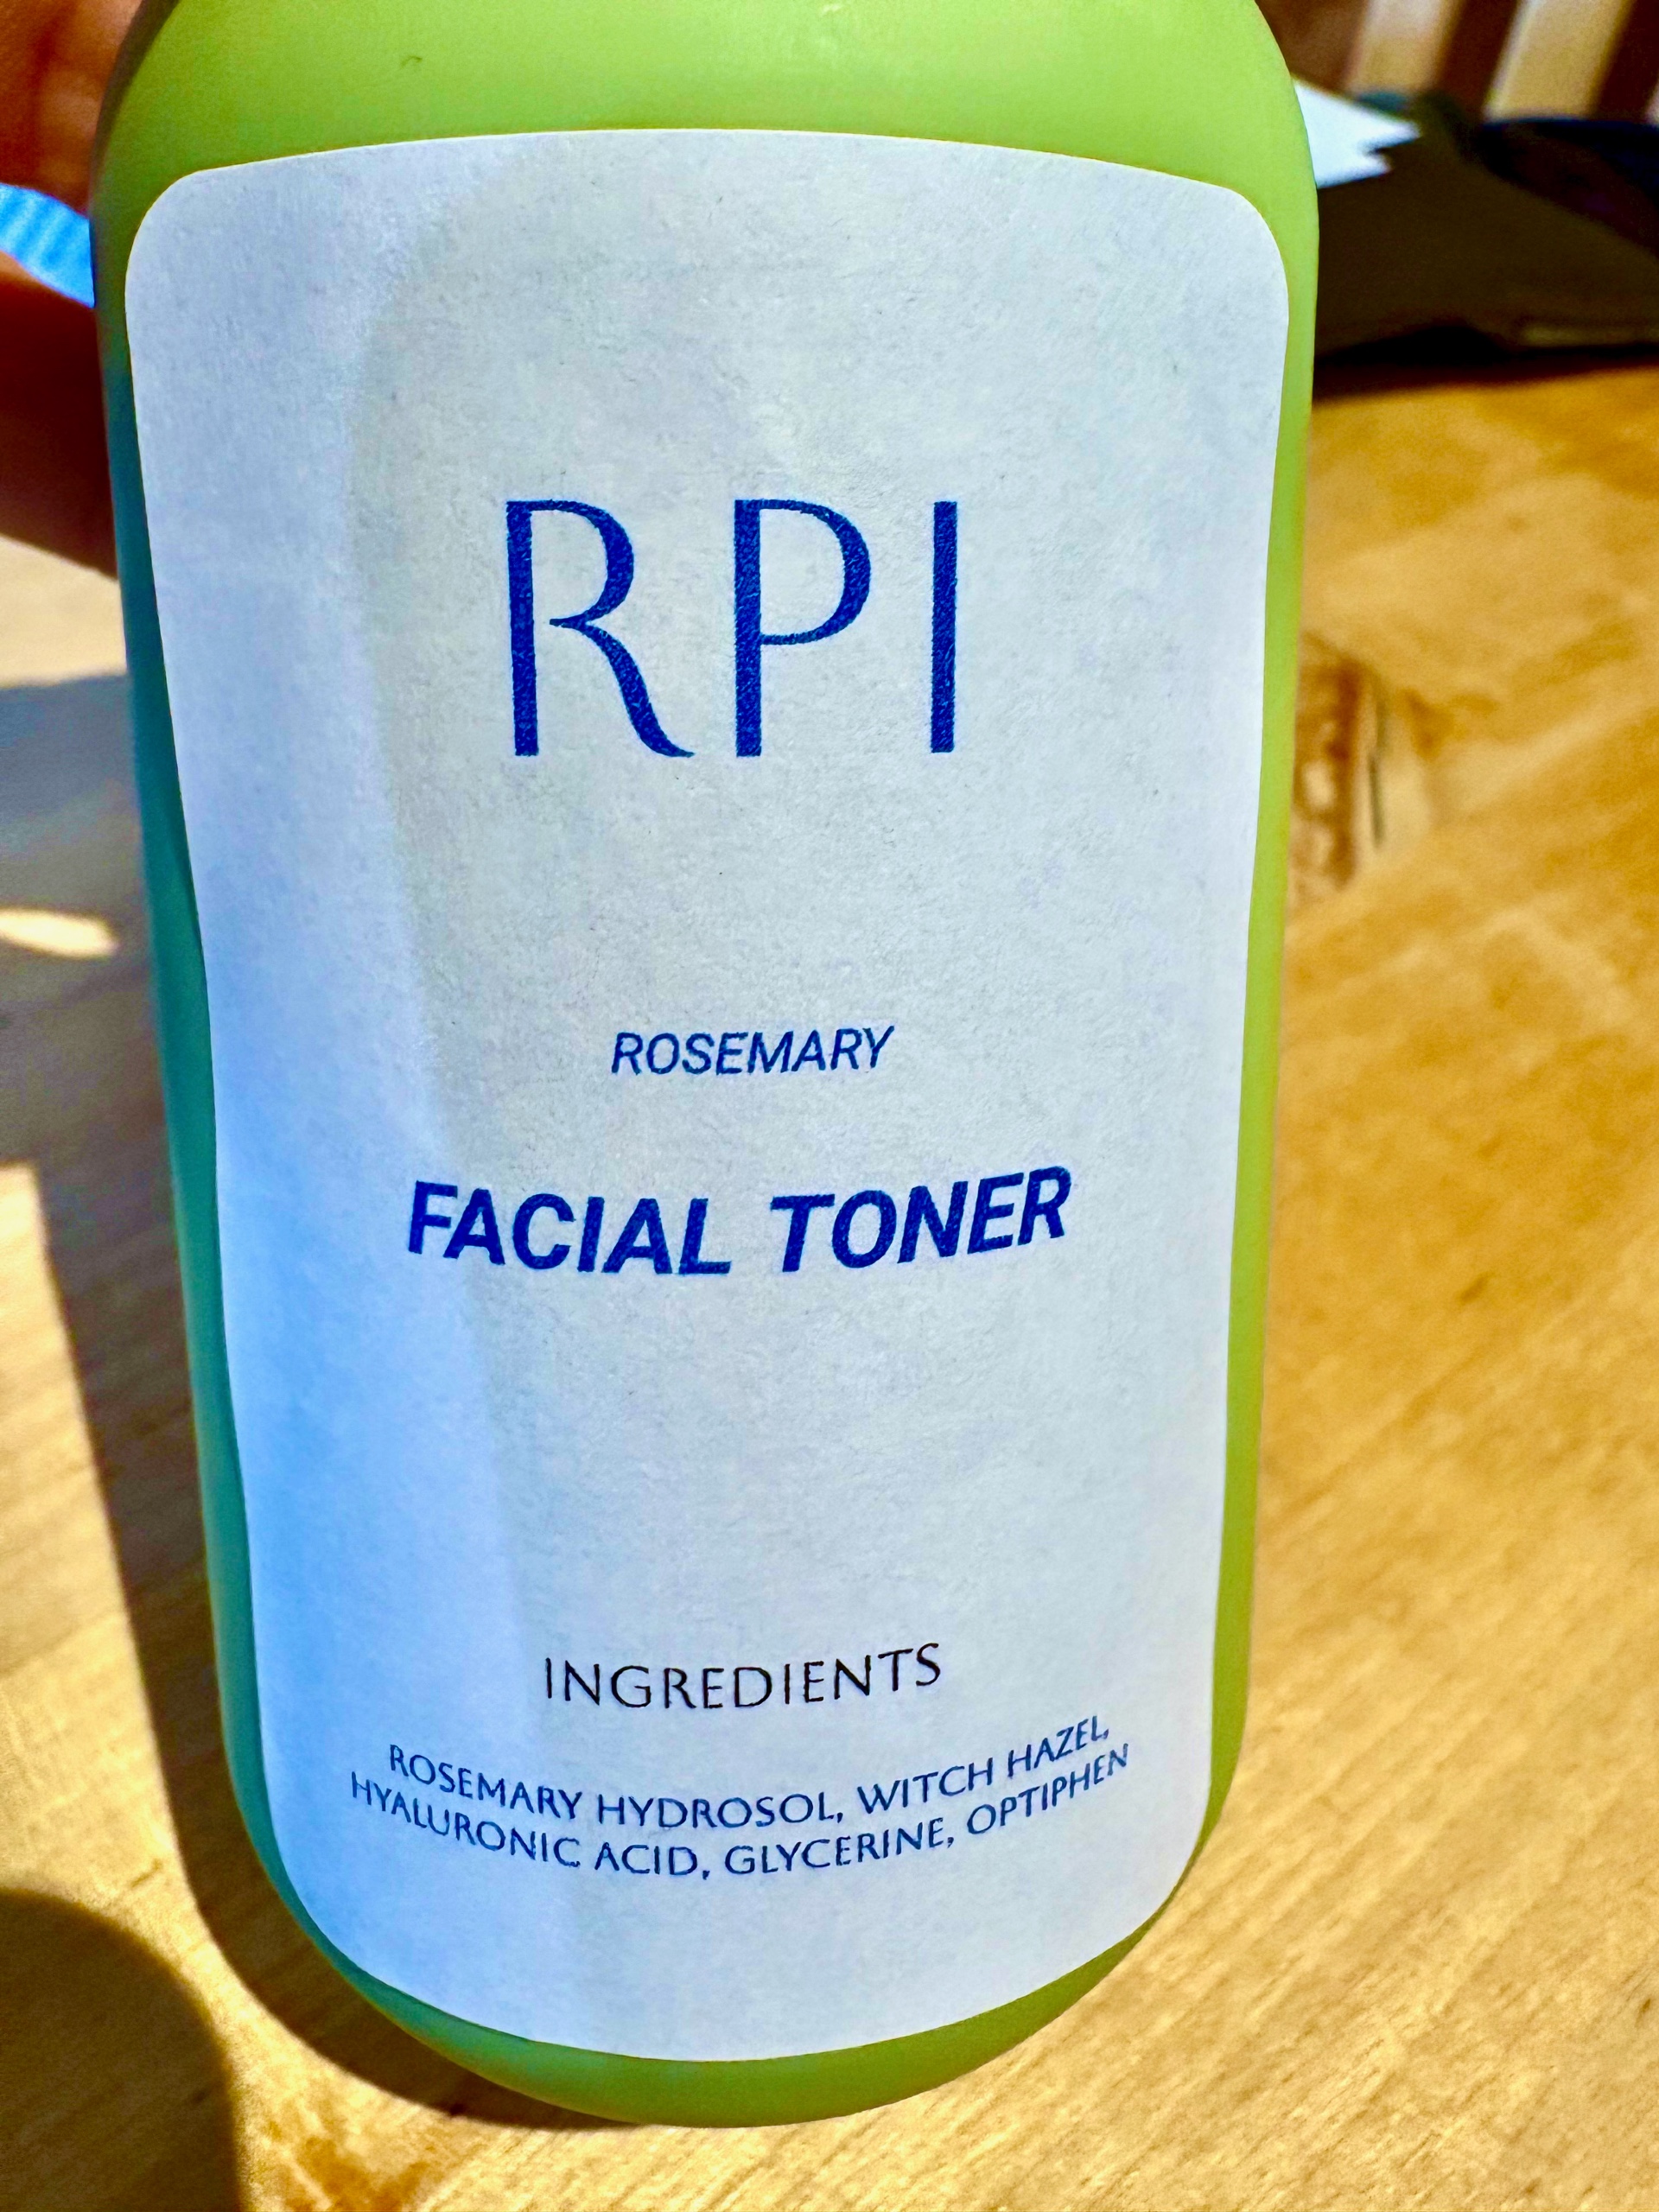 RPI
ROSEMARY
FACIAL TONER
INGREDIENTS
ROSEMARY HYDROSOL, WITCH HAZEL,
HYALURONIC ACID, GLYCERINE, OPTIPHEN